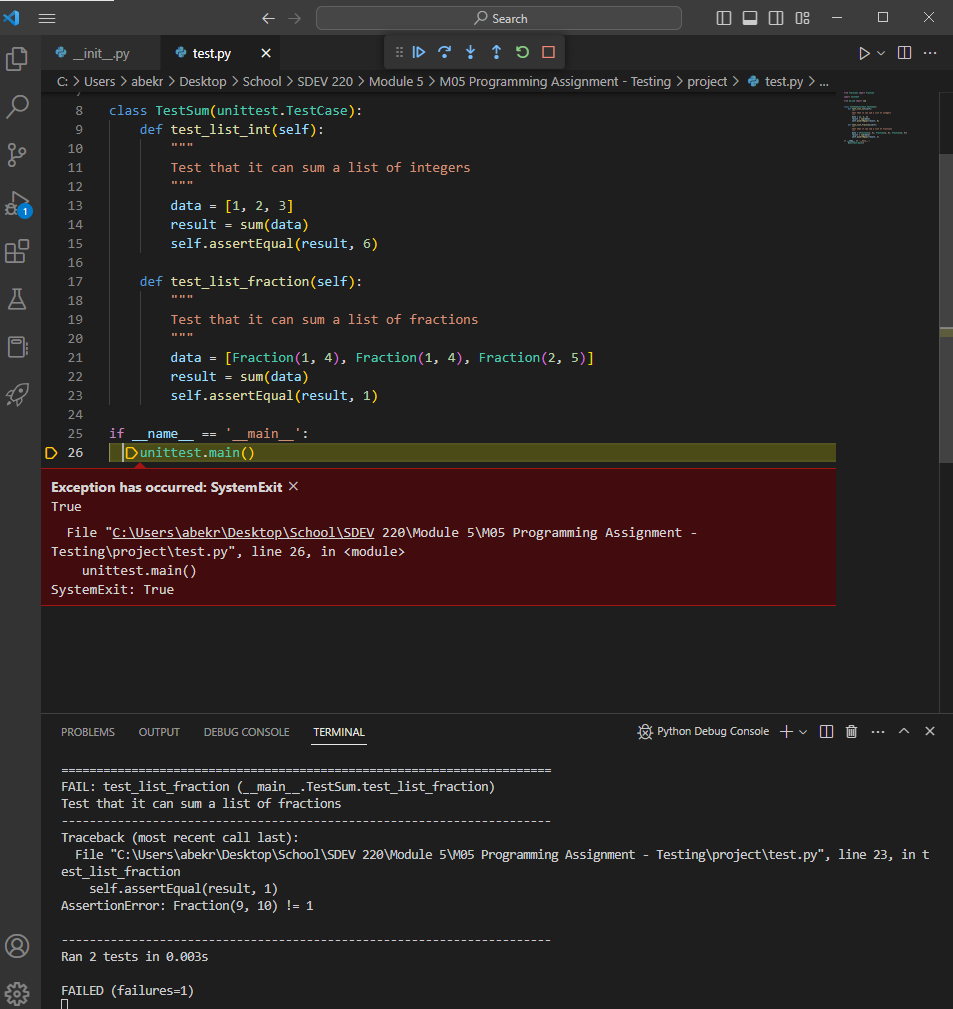 Search
__init__.py
test.py
C: > Users > abekr > Desktop > School > SDEV 220 > Module 5 > M05 Programming Assignment - Testing > project > test.py > ...
8 class TestSum(unittest.TestCase):
9 def test_list_int(self):
10 """
11 Test that it can sum a list of integers
12 """
13 data = [1, 2, 3]
14 result = sum(data)
15 self.assertEqual(result, 6)
16
17 def test_list_fraction(self):
18 """
19 Test that it can sum a list of fractions
20 """
21 data = [Fraction(1, 4), Fraction(1, 4), Fraction(2, 5)]
22 result = sum(data)
23 self.assertEqual(result, 1)
24
25 if __name__ == '__main__':
26 unittest.main()
1
Exception has occurred: SystemExit
True
File "C:\Users\abekr\Desktop\School\SDEV 220\Module 5\M05 Programming Assignment -
Testing\project\test.py", line 26, in <module>
unittest.main()
SystemExit: True
PROBLEMS OUTPUT DEBUG CONSOLE TERMINAL Python Debug Console
======================================================================
FAIL: test_list_fraction (__main__.TestSum.test_list_fraction)
Test that it can sum a list of fractions
----------------------------------------------------------------------
Traceback (most recent call last):
File "C:\Users\abekr\Desktop\School\SDEV 220\Module 5\M05 Programming Assignment - Testing\project\test.py", line 23, in t
est_list_fraction
self.assertEqual(result, 1)
AssertionError: Fraction(9, 10) != 1
----------------------------------------------------------------------
Ran 2 tests in 0.003s
FAILED (failures=1)